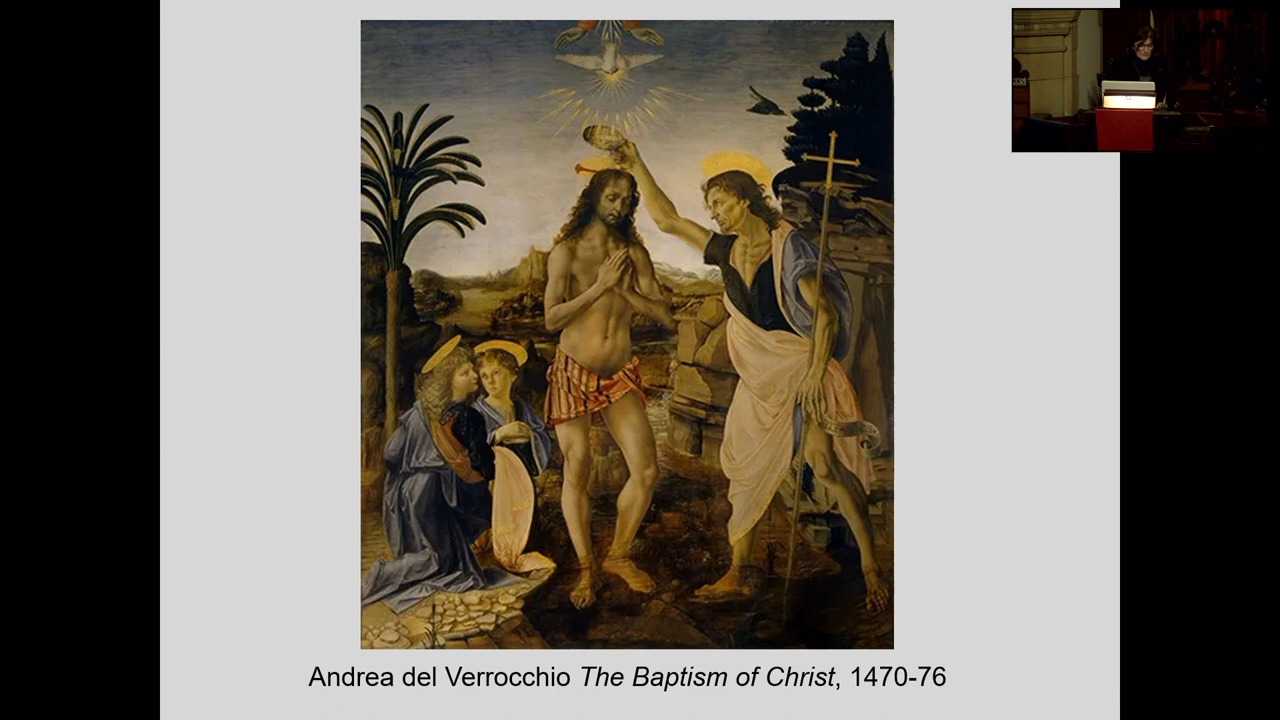 Andrea del Verrocchio The Baptism of Christ, 1470-76